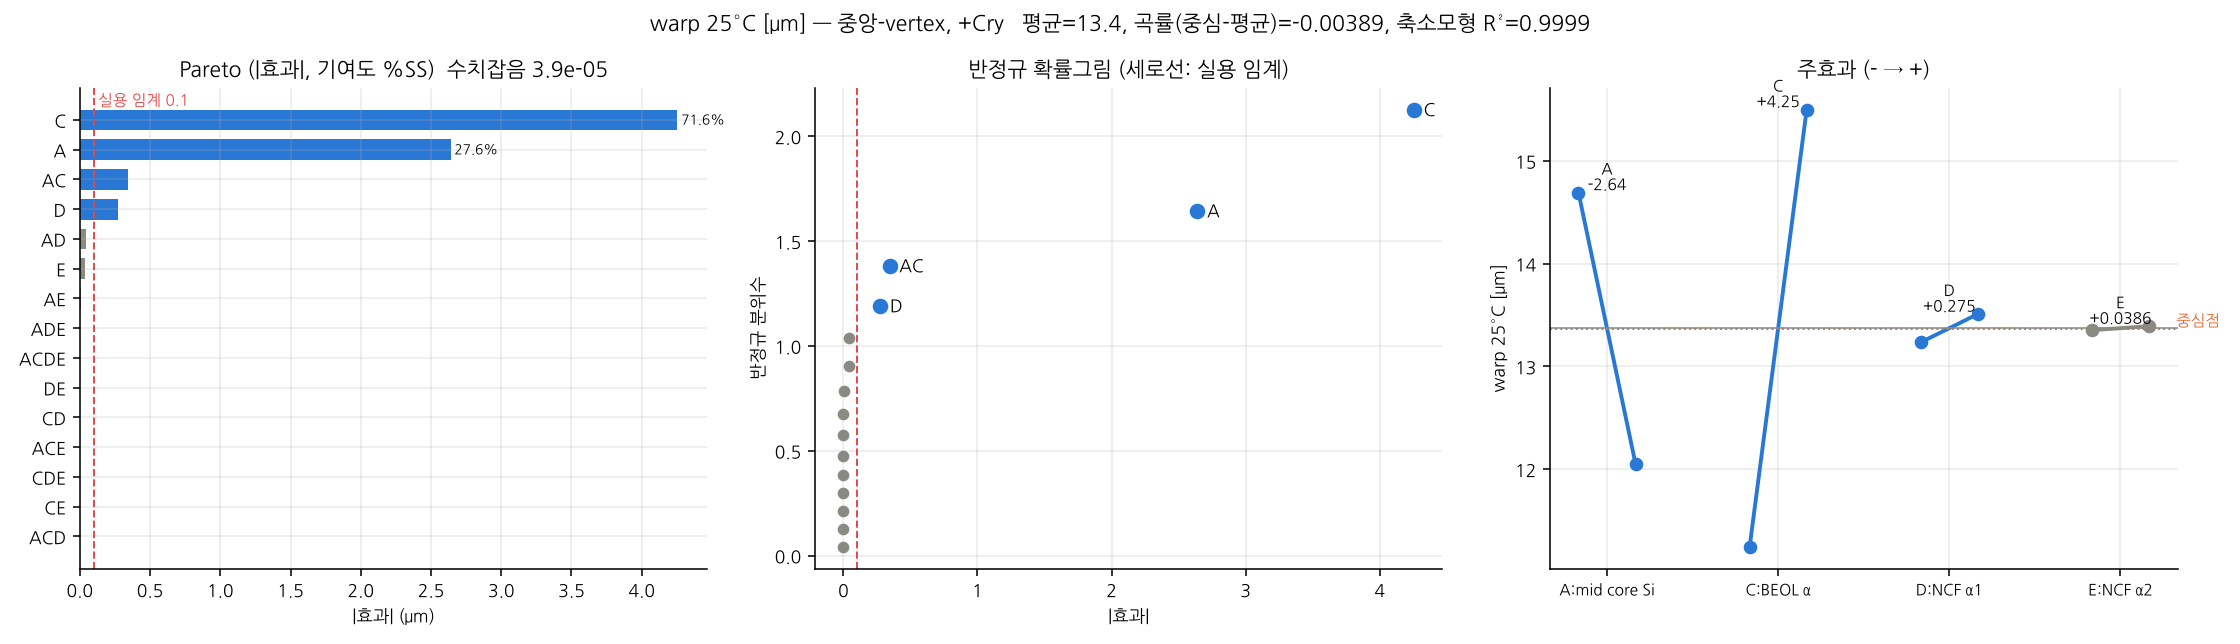 warp 25°C [μm] — 중앙-vertex, +Cry   평균=13.4, 곡률(중심-평균)=-0.00389, 축소모형 R²=0.9999
Pareto (|효과|, 기여도 %SS)  수치잡음 3.9e-05
실용 임계 0.1
C
71.6%
A
27.6%
AC
D
AD
E
AE
ADE
ACDE
DE
CD
ACE
CDE
CE
ACD
0.0 0.5 1.0 1.5 2.0 2.5 3.0 3.5 4.0
|효과| (μm)
반정규 확률그림 (세로선: 실용 임계)
반정규 분위수
2.0
1.5
1.0
0.5
0.0
C
A
AC
D
0 1 2 3 4
|효과|
주효과 (- → +)
warp 25°C [μm]
15
14
13
12
C
+4.25
A
-2.64
D
+0.275
E
+0.0386
중심점
A:mid core Si C:BEOL α D:NCF α1 E:NCF α2